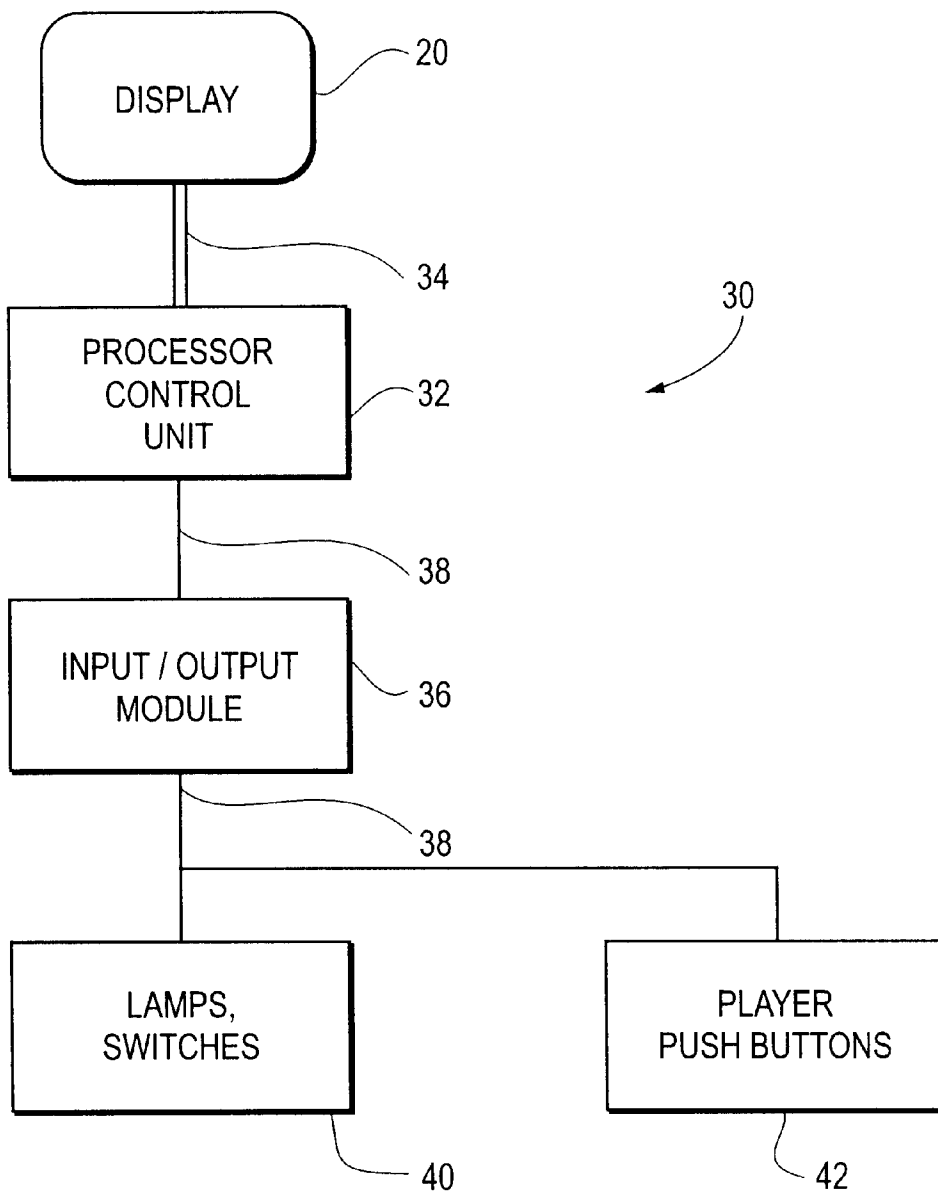 20
DISPLAY
34
30
PROCESSOR
CONTROL
UNIT
32
38
INPUT / OUTPUT
MODULE
36
38
LAMPS,
SWITCHES
PLAYER
PUSH BUTTONS
40
42